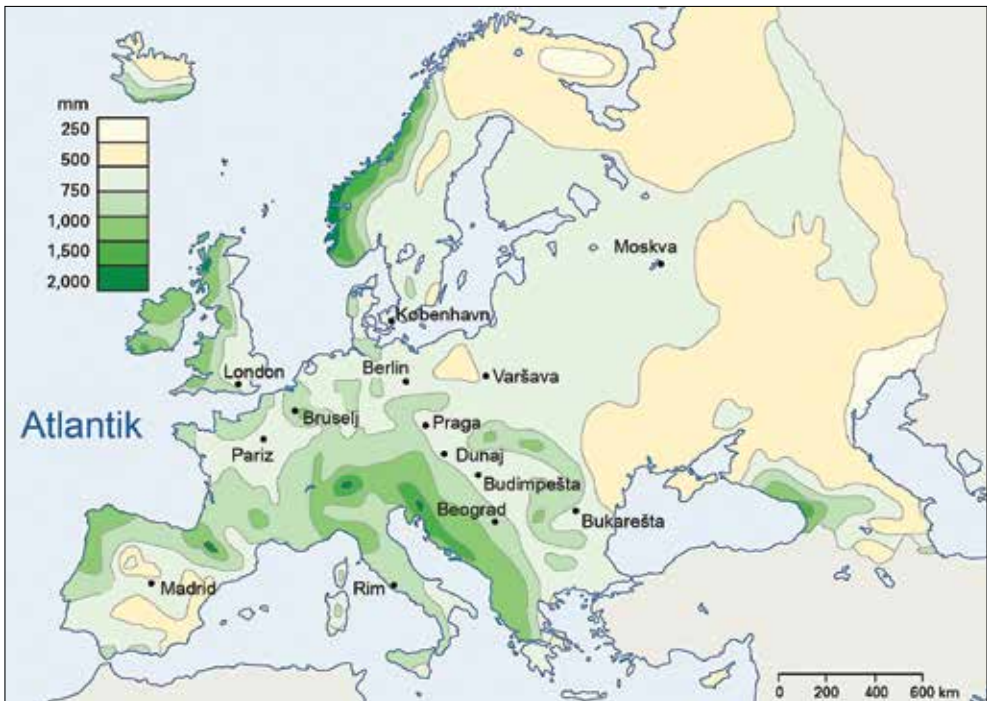 mm
250
500
750
1,000
1,500
2,000
Moskva
København
London
Berlin
Varšava
Atlantik
Bruselj
Praga
Pariz
Dunaj
Budimpešta
Beograd
Bukarešta
Madrid
Rim
0 200 400 600 km